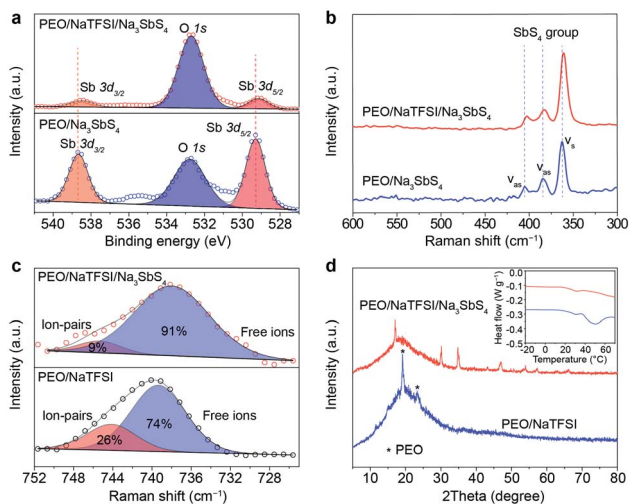 a
PEO/NaTFSI/Na₃SbS₄
O 1s
Sb 3d₃/₂
Sb 3d₅/₂
PEO/Na₃SbS₄
Sb 3d₅/₂
Sb 3d₃/₂
O 1s
Intensity (a.u.)
540 538 536 534 532 530 528
Binding energy (eV)
b
SbS₄ group
PEO/NaTFSI/Na₃SbS₄
Vₛ
Vₐₛ
Vₐₛ
PEO/Na₃SbS₄
Intensity (a.u.)
600 550 500 450 400 350 300
Raman shift (cm⁻¹)
c
PEO/NaTFSI/Na₃SbS₄
Ion-pairs
91%
Free ions
9%
PEO/NaTFSI
Ion-pairs
74%
Free ions
26%
Intensity (a.u.)
752 748 744 740 736 732 728
Raman shift (cm⁻¹)
d
PEO/NaTFSI/Na₃SbS₄
Heat flow (W g⁻¹)
0.0
-0.1
-0.2
-0.3
-0.4
-0.5
-20 0 20 40 60
Temperature (°C)
*
*
PEO/NaTFSI
* PEO
Intensity (a.u.)
10 20 30 40 50 60 70 80
2Theta (degree)